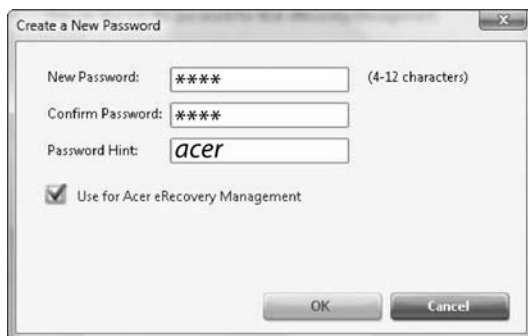 Create a New Password
New Password: **** (4-12 characters)
Confirm Password: ****
Password Hint: acer
Use for Acer eRecovery Management
OK Cancel